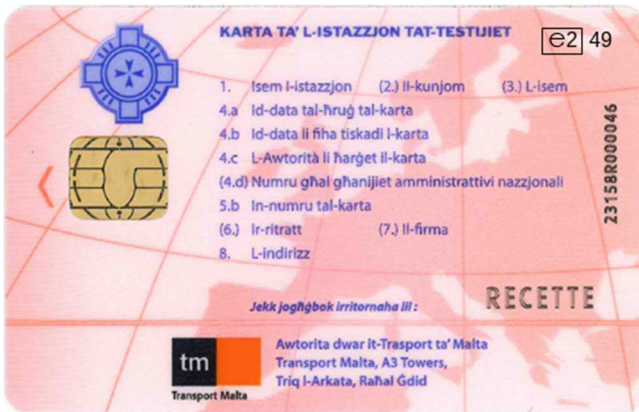 KARTA TA' L-ISTAZZJON TAT-TESTIJIET
e2 49
1. Isem l-istazzjon (2.) Il-kunjom (3.) L-isem
4.a Id-data tal-ħruġ tal-karta
4.b Id-data li fiha tiskadi l-karta
4.c L-Awtorità li ħarġet il-karta
(4.d) Numru għal għanijiet amministrattivi nazzjonali
5.b In-numru tal-karta
(6.) Ir-ritratt (7.) Il-firma
8. L-indirizz
23158R000046
Jekk jogħġbok irritornaha lil :
RECETTE
tm
Transport Malta
Awtorita dwar it-Trasport ta' Malta
Transport Malta, A3 Towers,
Triq l-Arkata, Raħal Ġdid